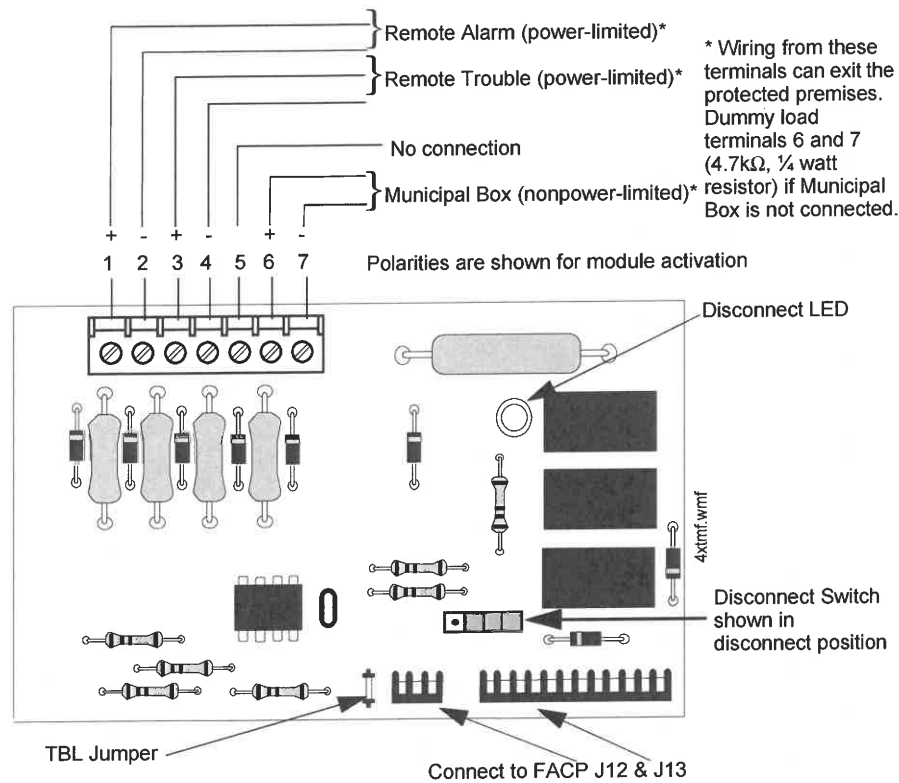 Remote Alarm (power-limited)*
Remote Trouble (power-limited)*
No connection
Municipal Box (nonpower-limited)*
* Wiring from these
terminals can exit the
protected premises.
Dummy load
terminals 6 and 7
(4.7kΩ, ¼ watt
resistor) if Municipal
Box is not connected.
+ - + - + -
1 2 3 4 5 6 7
Polarities are shown for module activation
Disconnect LED
4xtmf.wmf
Disconnect Switch
shown in
disconnect position
TBL Jumper
Connect to FACP J12 & J13